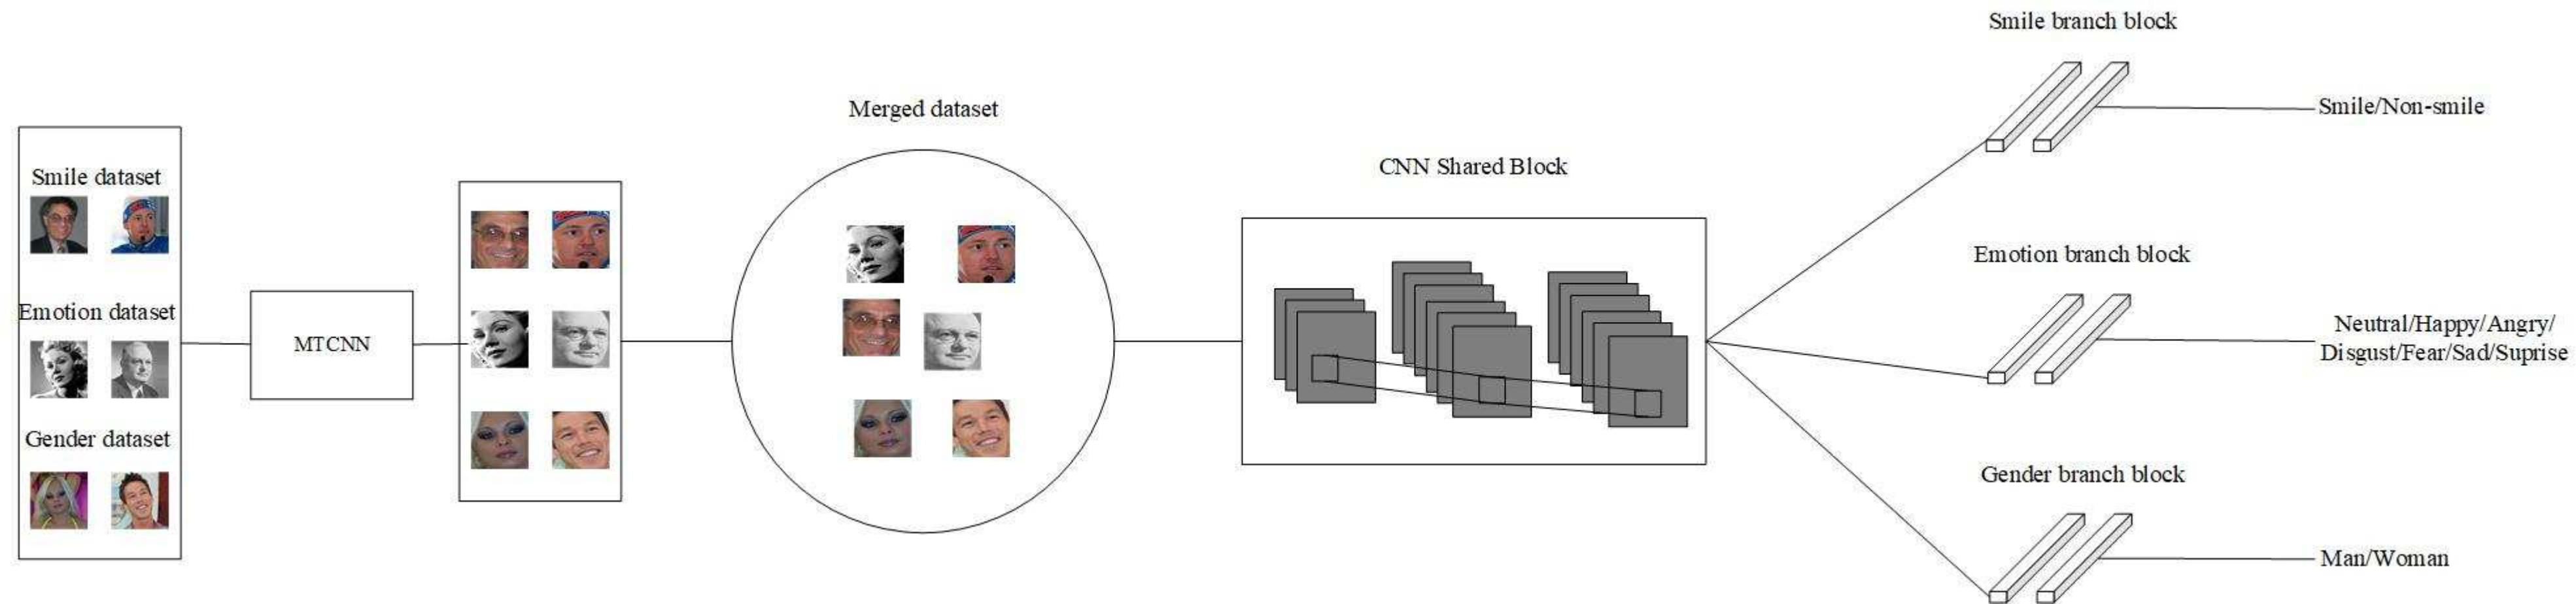 Smile dataset
Emotion dataset
Gender dataset
MTCNN
Merged dataset
CNN Shared Block
Smile branch block
Smile/Non-smile
Emotion branch block
Neutral/Happy/Angry/
Disgust/Fear/Sad/Suprise
Gender branch block
Man/Woman